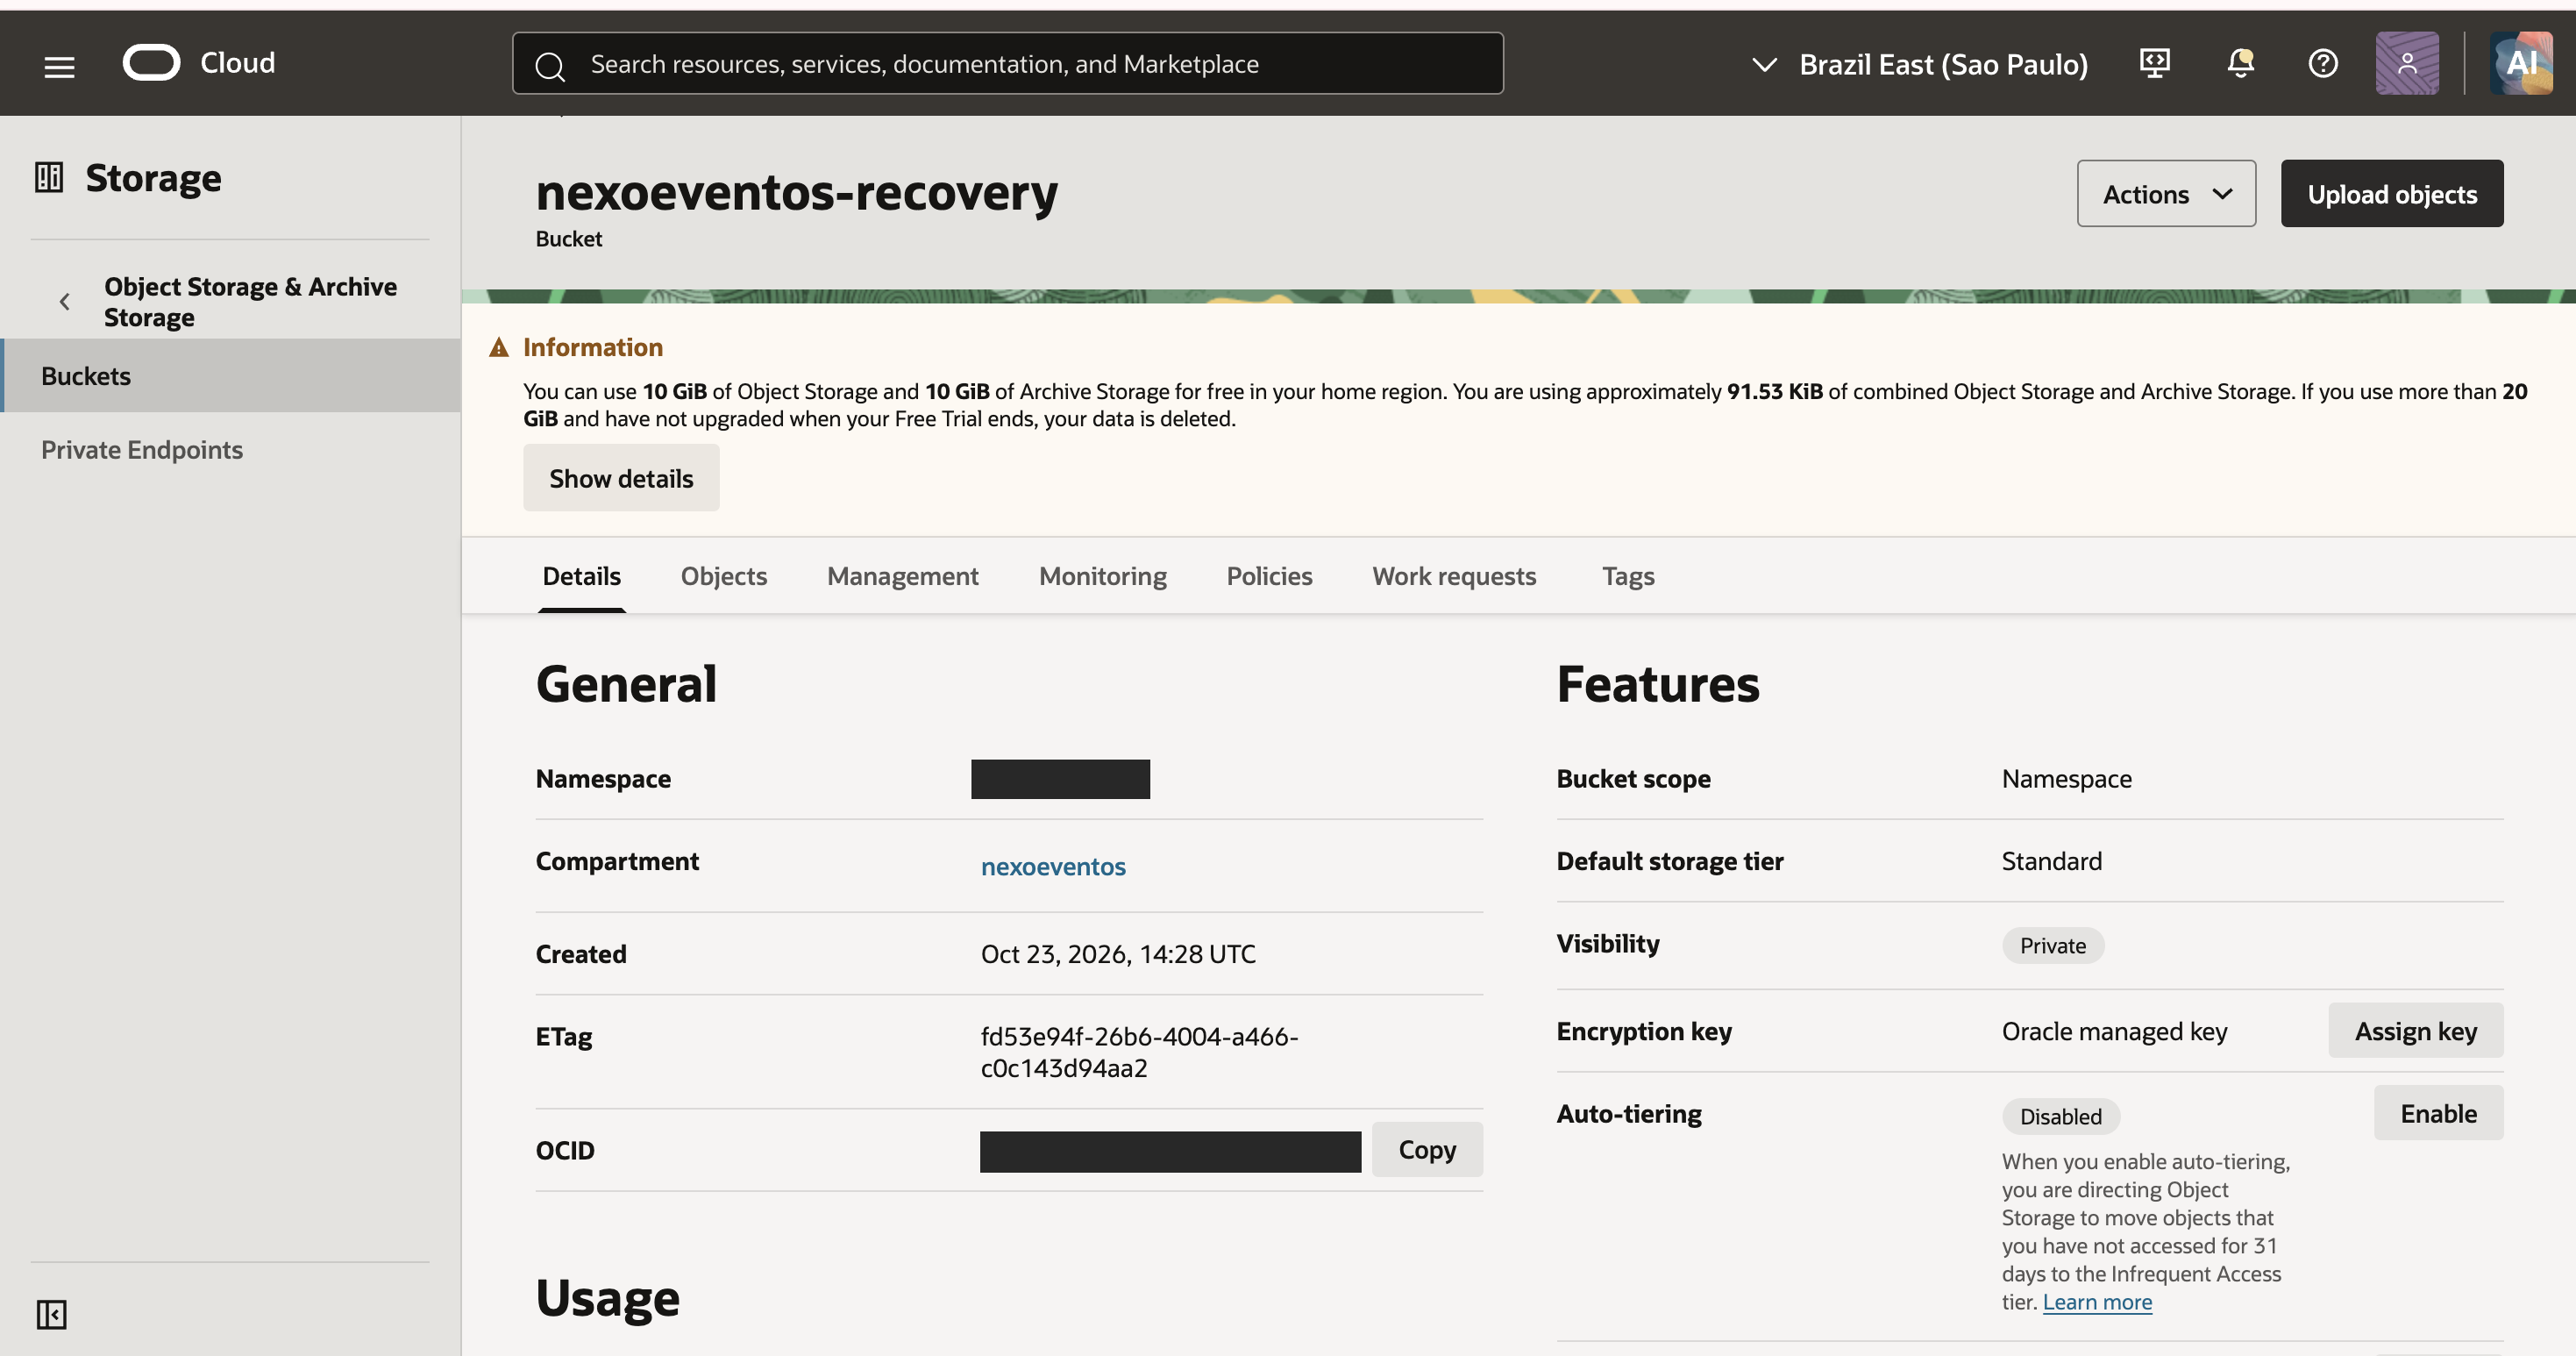 Cloud
Search resources, services, documentation, and Marketplace
Brazil East (Sao Paulo)
AI
Storage
Object Storage & Archive
Storage
Buckets
Private Endpoints
nexoeventos-recovery
Bucket
Actions
Upload objects
Information
You can use 10 GiB of Object Storage and 10 GiB of Archive Storage for free in your home region. You are using approximately 91.53 KiB of combined Object Storage and Archive Storage. If you use more than 20
GiB and have not upgraded when your Free Trial ends, your data is deleted.
Show details
Details
Objects
Management
Monitoring
Policies
Work requests
Tags
General
Namespace
Compartment
nexoeventos
Created
Oct 23, 2026, 14:28 UTC
ETag
fd53e94f-26b6-4004-a466-
c0c143d94aa2
OCID
Copy
Usage
Features
Bucket scope
Namespace
Default storage tier
Standard
Visibility
Private
Encryption key
Oracle managed key
Assign key
Auto-tiering
Disabled
Enable
When you enable auto-tiering,
you are directing Object
Storage to move objects that
you have not accessed for 31
days to the Infrequent Access
tier. Learn more